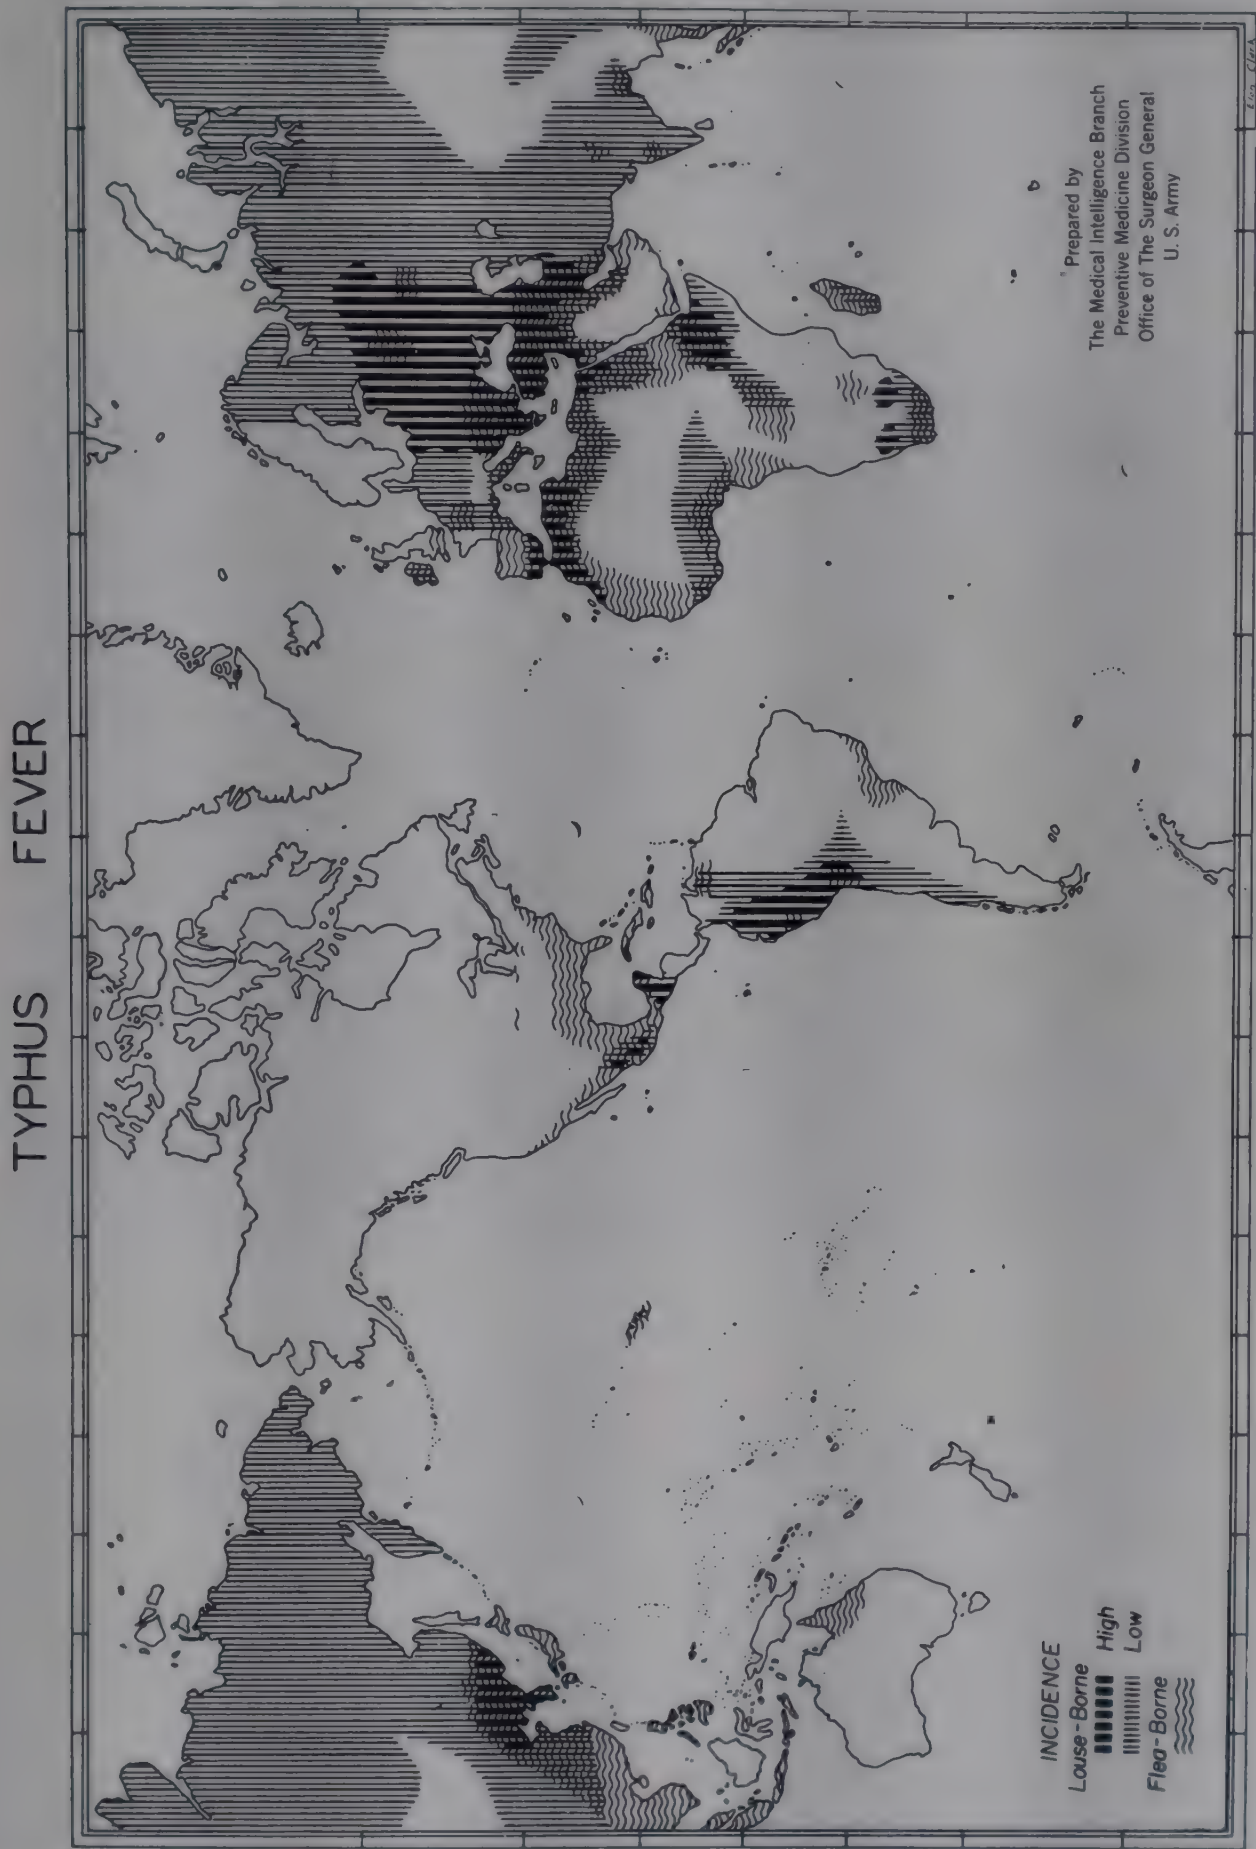 TYPHUS FEVER
Prepared by
The Medical Intelligence Branch
Preventive Medicine Division
Office of The Surgeon General
U. S. Army
INCIDENCE
Louse-Borne
High
Low
Flea-Borne